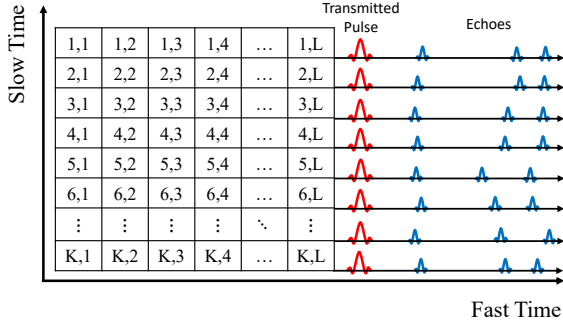 Transmitted
Pulse
Echoes
Slow Time
1,1 1,2 1,3 1,4 … 1,L
2,1 2,2 2,3 2,4 … 2,L
3,1 3,2 3,3 3,4 … 3,L
4,1 4,2 4,3 4,4 … 4,L
5,1 5,2 5,3 5,4 … 5,L
6,1 6,2 6,3 6,4 … 6,L
⋮ ⋮ ⋮ ⋮ ⋱ ⋮
K,1 K,2 K,3 K,4 … K,L
Fast Time